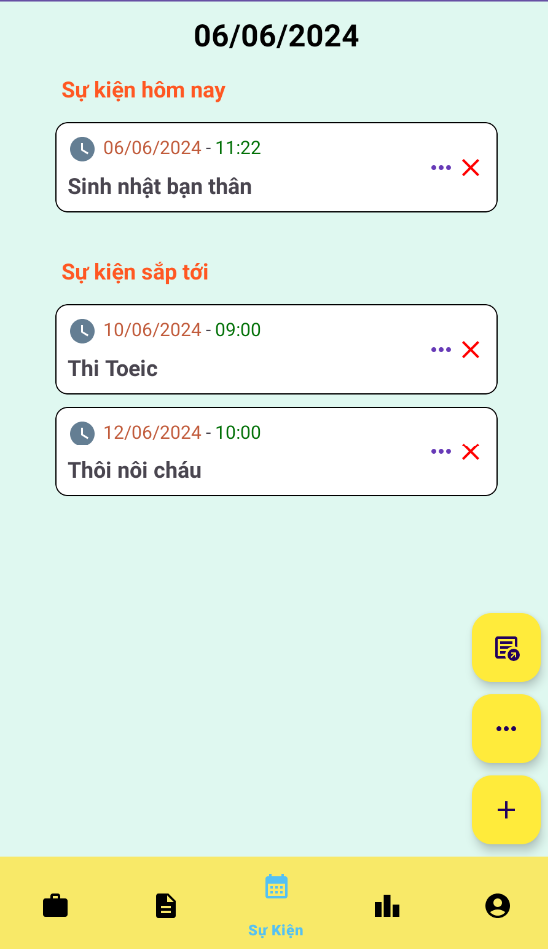 06/06/2024
Sự kiện hôm nay
06/06/2024 - 11:22
Sinh nhật bạn thân
Sự kiện sắp tới
10/06/2024 - 09:00
Thi Toeic
12/06/2024 - 10:00
Thôi nôi cháu
Sự Kiện